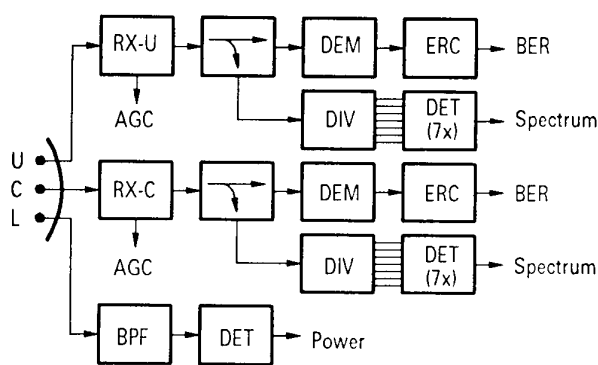 RX-U
DEM
ERC
BER
AGC
DIV
DET
(7x)
Spectrum
U
C
L
RX-C
DEM
ERC
BER
AGC
DIV
DET
(7x)
Spectrum
BPF
DET
Power